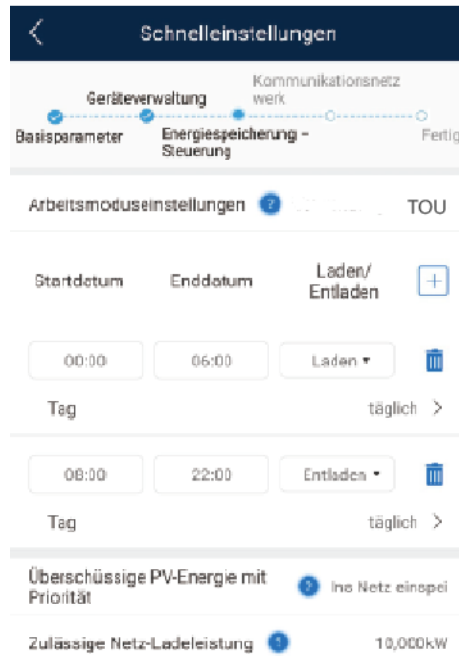 Schnelleinstellungen
Kommunikationsnetz
Geräteverwaltung
werk
Basisparameter
Energiespeicherung –
Steuerung
Fertig
Arbeitsmoduseinstellungen ? TOU
Startdatum Enddatum Laden/
Entladen +
00:00 06:00 Laden
Tag täglich >
08:00 22:00 Entladen
Tag täglich >
Überschüssige PV-Energie mit
Priorität ? Ins Netz einspei
Zulässige Netz-Ladeleistung ? 10,000kW